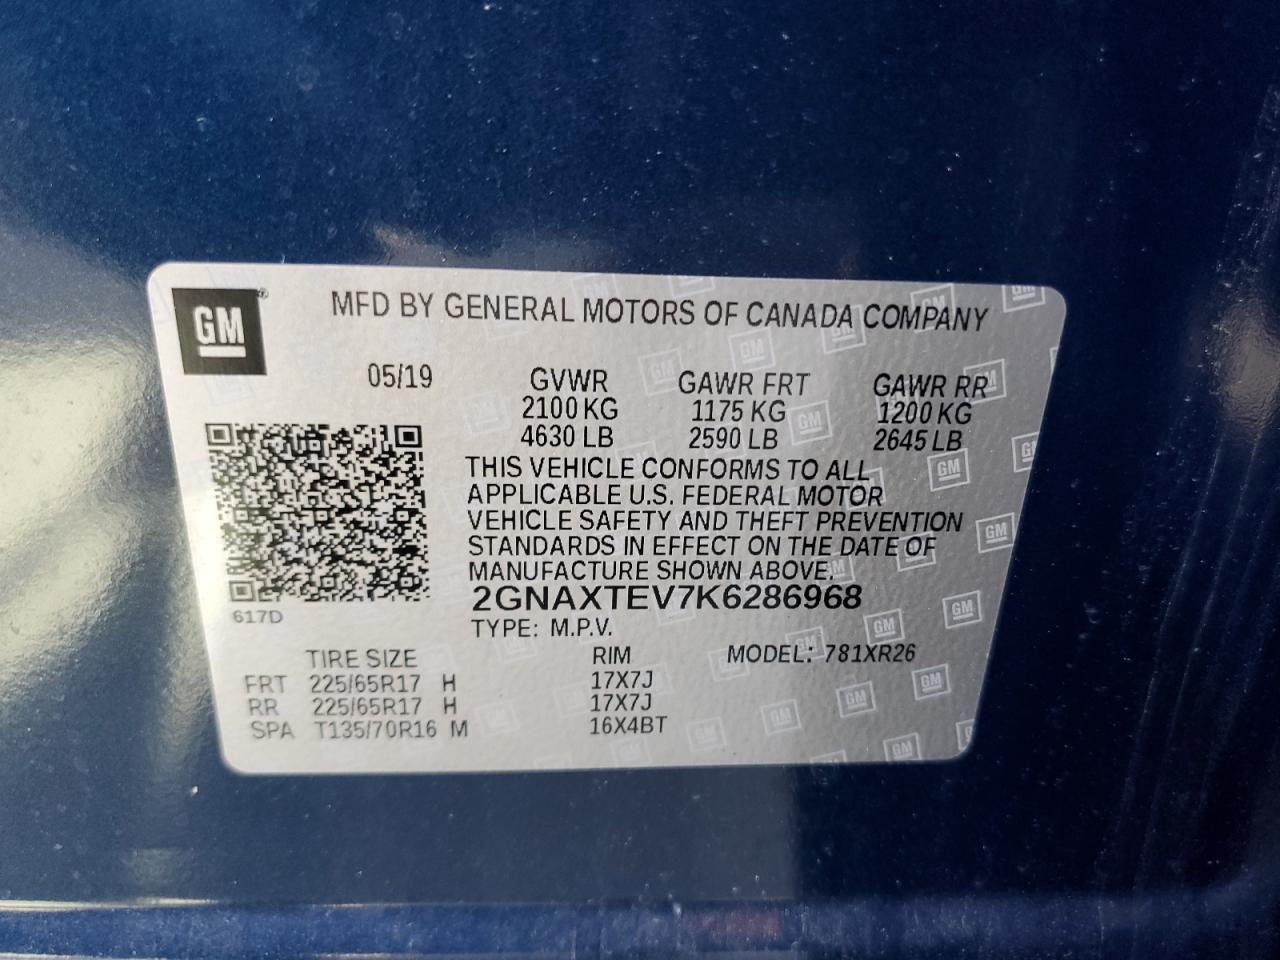 GM
MFD BY GENERAL MOTORS OF CANADA COMPANY
05/19 GVWR GAWR FRT GAWR RR
2100 KG 1175 KG 1200 KG
4630 LB 2590 LB 2645 LB
THIS VEHICLE CONFORMS TO ALL
APPLICABLE U.S. FEDERAL MOTOR
VEHICLE SAFETY AND THEFT PREVENTION
STANDARDS IN EFFECT ON THE DATE OF
MANUFACTURE SHOWN ABOVE.
2GNAXTEV7K6286968
617D
TYPE: M.P.V.
TIRE SIZE RIM MODEL: 781XR26
FRT 225/65R17 H 17X7J
RR 225/65R17 H 17X7J
SPA T135/70R16 M 16X4BT